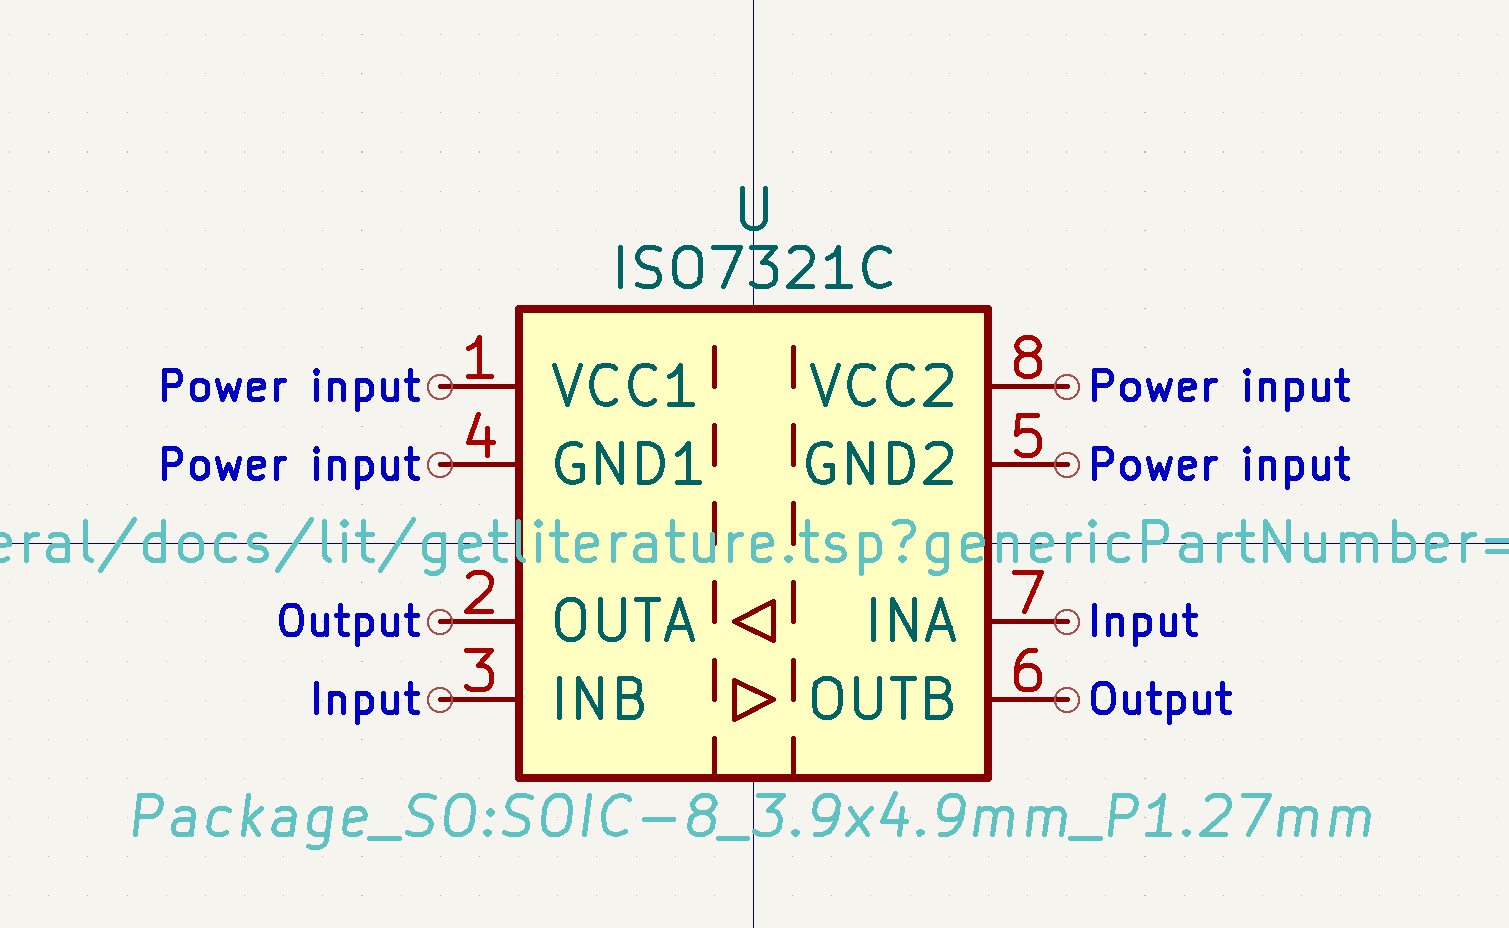 U
ISO7321C
Power input 1 VCC1 VCC2 8 Power input
Power input 4 GND1 GND2 5 Power input
eral/docs/lit/getliterature.tsp?genericPartNumber=
Output 2 OUTA INA 7 Input
Input 3 INB OUTB 6 Output
Package_SO:SOIC-8_3.9x4.9mm_P1.27mm